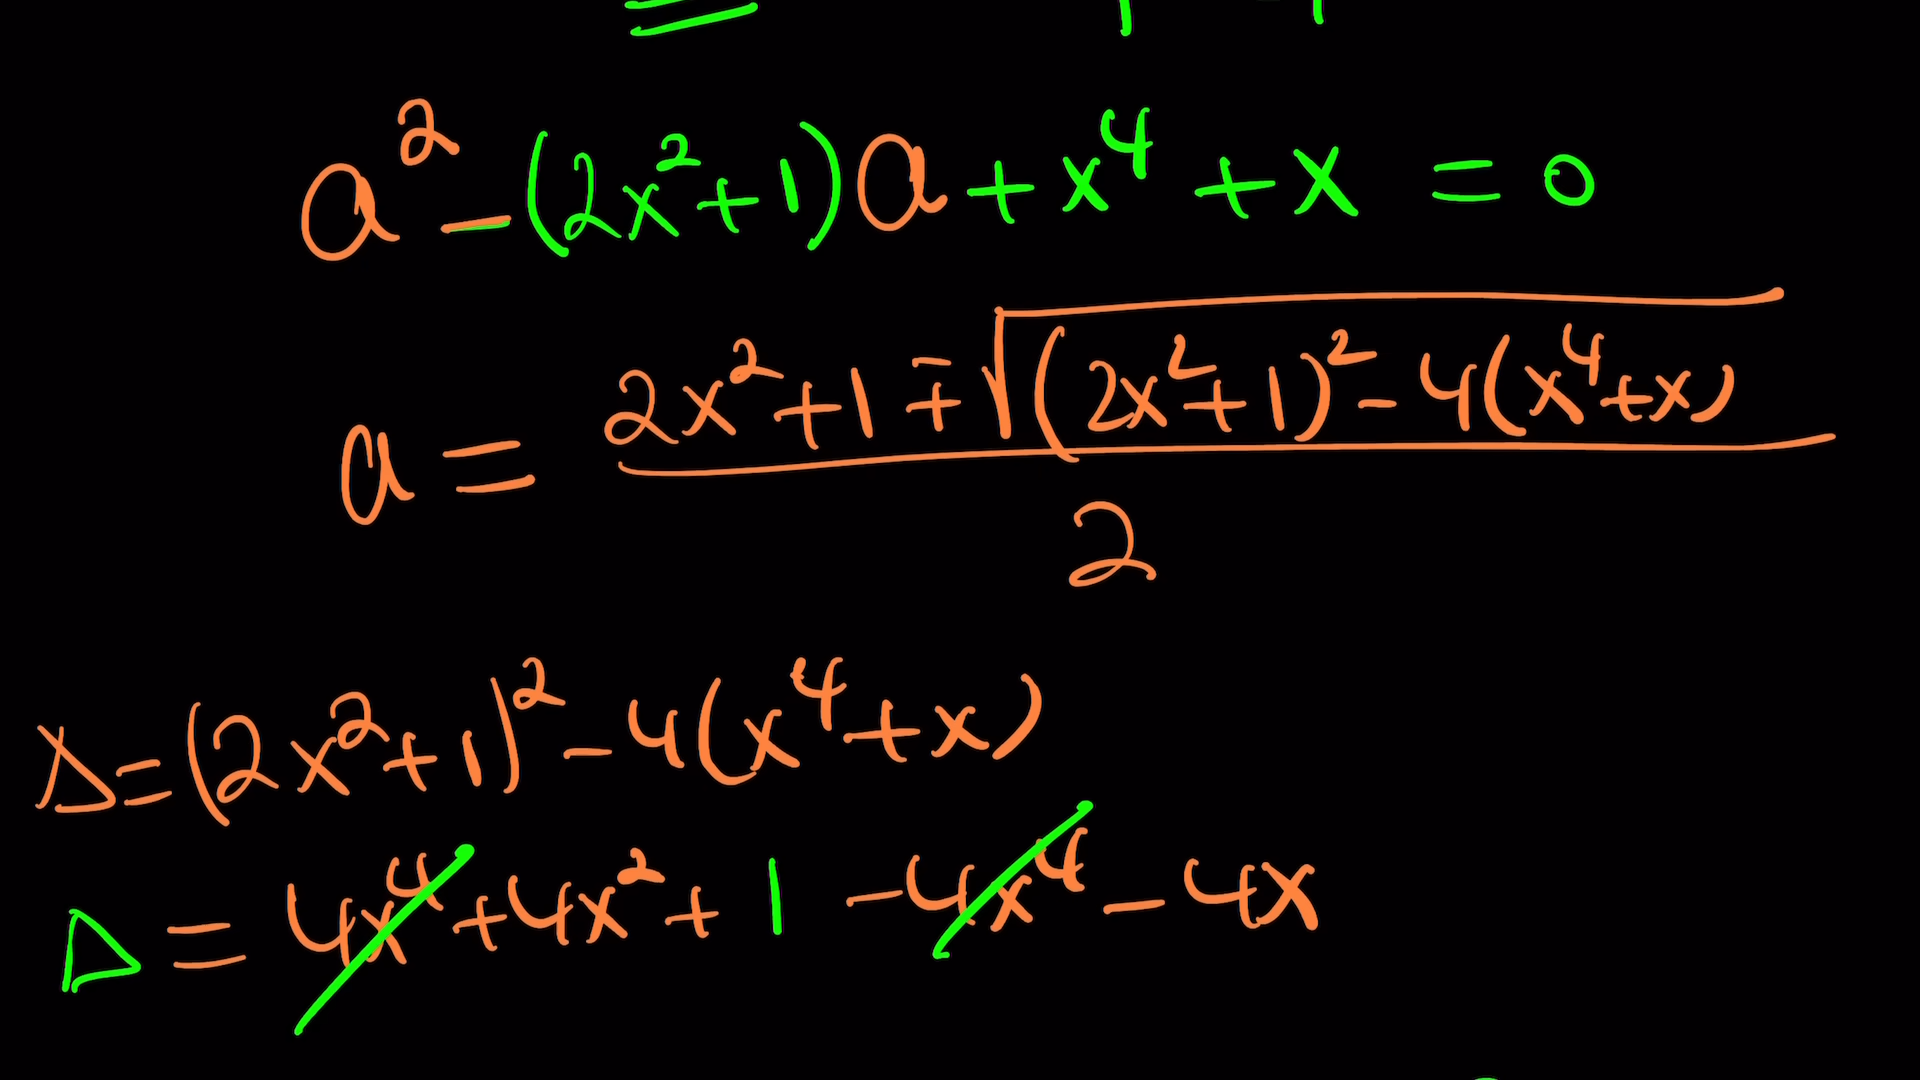 a² - (2x²+1)a + x⁴ + x = 0
a = (2x²+1 ∓ √((2x²+1)² - 4(x⁴+x))) / 2
Δ = (2x²+1)² - 4(x⁴+x)
Δ = 4x⁴ + 4x² + 1 - 4x⁴ - 4x